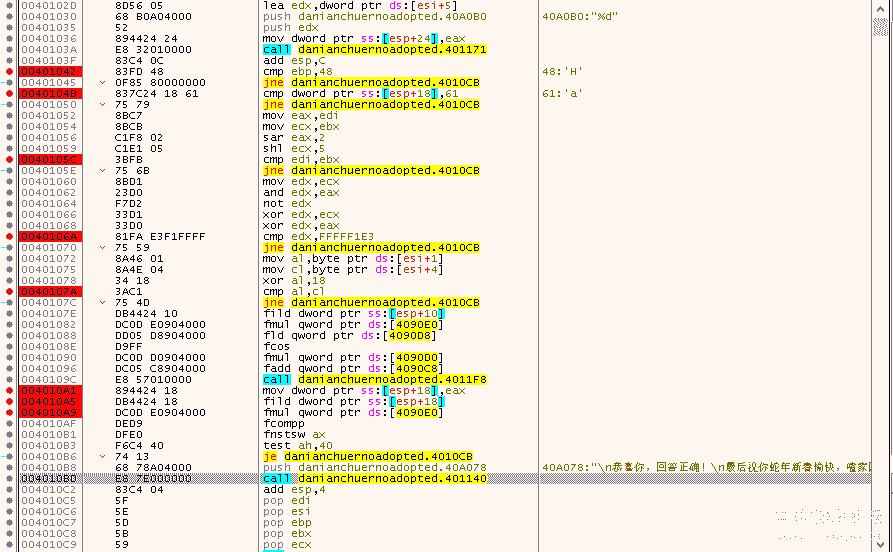 0040102D 8D56 05 lea edx,dword ptr ds:[esi+5]
00401030 68 B0A04000 push danianchuernoadopted.40A0B0 40A0B0:"%d"
00401035 52 push edx
00401036 894424 24 mov dword ptr ss:[esp+24],eax
0040103A E8 32010000 call danianchuernoadopted.401171
0040103F 83C4 0C add esp,C
00401042 83FD 48 cmp ebp,48 48:'H'
00401045 0F85 80000000 jne danianchuernoadopted.4010CB
0040104B 837C24 18 61 cmp dword ptr ss:[esp+18],61 61:'a'
00401050 75 79 jne danianchuernoadopted.4010CB
00401052 8BC7 mov eax,edi
00401054 8BCB mov ecx,ebx
00401056 C1F8 02 sar eax,2
00401059 C1E1 05 shl ecx,5
0040105C 3BFB cmp edi,ebx
0040105E 75 6B jne danianchuernoadopted.4010CB
00401060 8BD1 mov edx,ecx
00401062 23D0 and edx,eax
00401064 F7D2 not edx
00401066 33D1 xor edx,ecx
00401068 33D0 xor edx,eax
0040106A 81FA E3F1FFFF cmp edx,FFFFF1E3
00401070 75 59 jne danianchuernoadopted.4010CB
00401072 8A46 01 mov al,byte ptr ds:[esi+1]
00401075 8A4E 04 mov cl,byte ptr ds:[esi+4]
00401078 34 18 xor al,18
0040107A 3AC1 cmp al,cl
0040107C 75 4D jne danianchuernoadopted.4010CB
0040107E DB4424 10 fild dword ptr ss:[esp+10]
00401082 DC0D E0904000 fmul qword ptr ds:[4090E0]
00401088 DD05 D8904000 fld qword ptr ds:[4090D8]
0040108E D9FF fcos
00401090 DC0D D0904000 fmul qword ptr ds:[4090D0]
00401096 DC05 C8904000 fadd qword ptr ds:[4090C8]
0040109C E8 57010000 call danianchuernoadopted.4011F8
004010A1 894424 18 mov dword ptr ss:[esp+18],eax
004010A5 DB4424 18 fild dword ptr ss:[esp+18]
004010A9 DC0D E0904000 fmul qword ptr ds:[4090E0]
004010AF DED9 fcompp
004010B1 DFE0 fnstsw ax
004010B3 F6C4 40 test ah,40
004010B6 74 13 je danianchuernoadopted.4010CB
004010B8 68 78A04000 push danianchuernoadopted.40A078 40A078:"\n恭喜你，回答正确！\n最后祝你蛇年新春愉快，嗑家
004010BD E8 7E000000 call danianchuernoadopted.401140
004010C2 83C4 04 add esp,4
004010C5 5F pop edi
004010C6 5E pop esi
004010C7 5D pop ebp
004010C8 5B pop ebx
004010C9 59 pop ecx